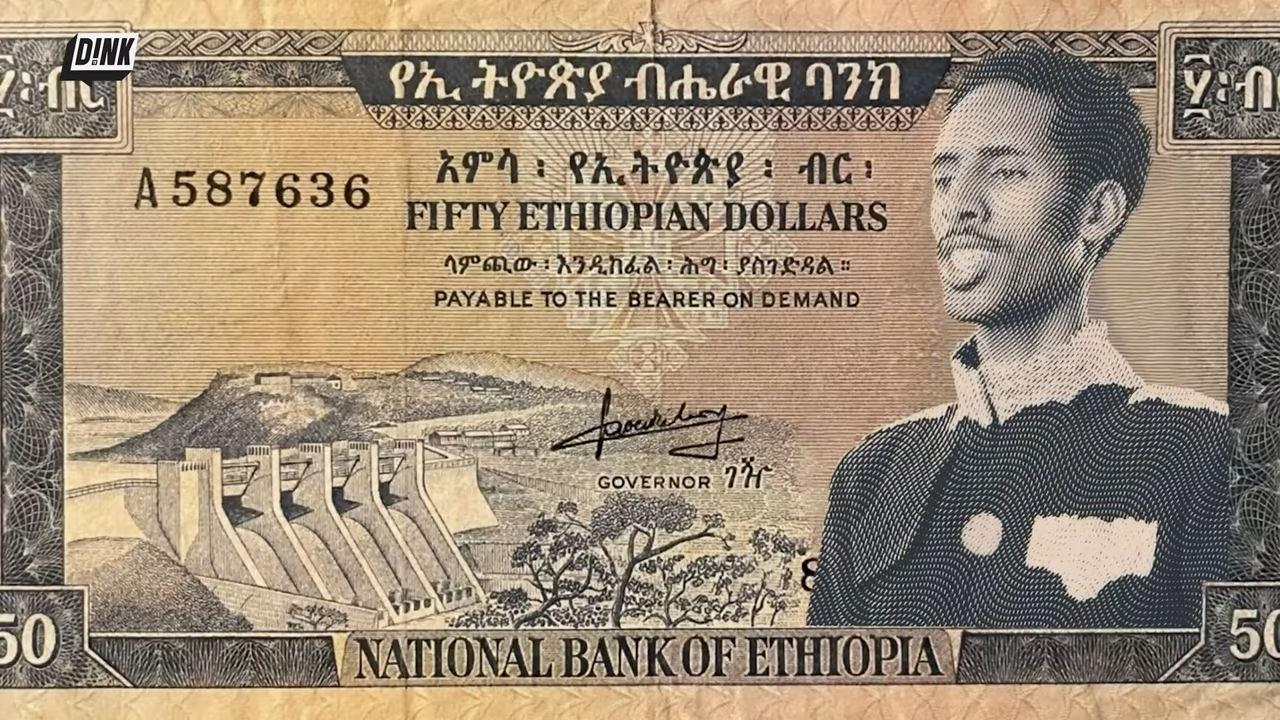 D!NK
የኢትዮጵያ ብሔራዊ ባንክ
A587636
አምሳ፡የኢትዮጵያ፡ብር፡
FIFTY ETHIOPIAN DOLLARS
ላምጪው፡እንዲከፈል፡ሕግ፡ያስገድዳል።
PAYABLE TO THE BEARER ON DEMAND
GOVERNOR ገዥ
50
50
NATIONAL BANK OF ETHIOPIA